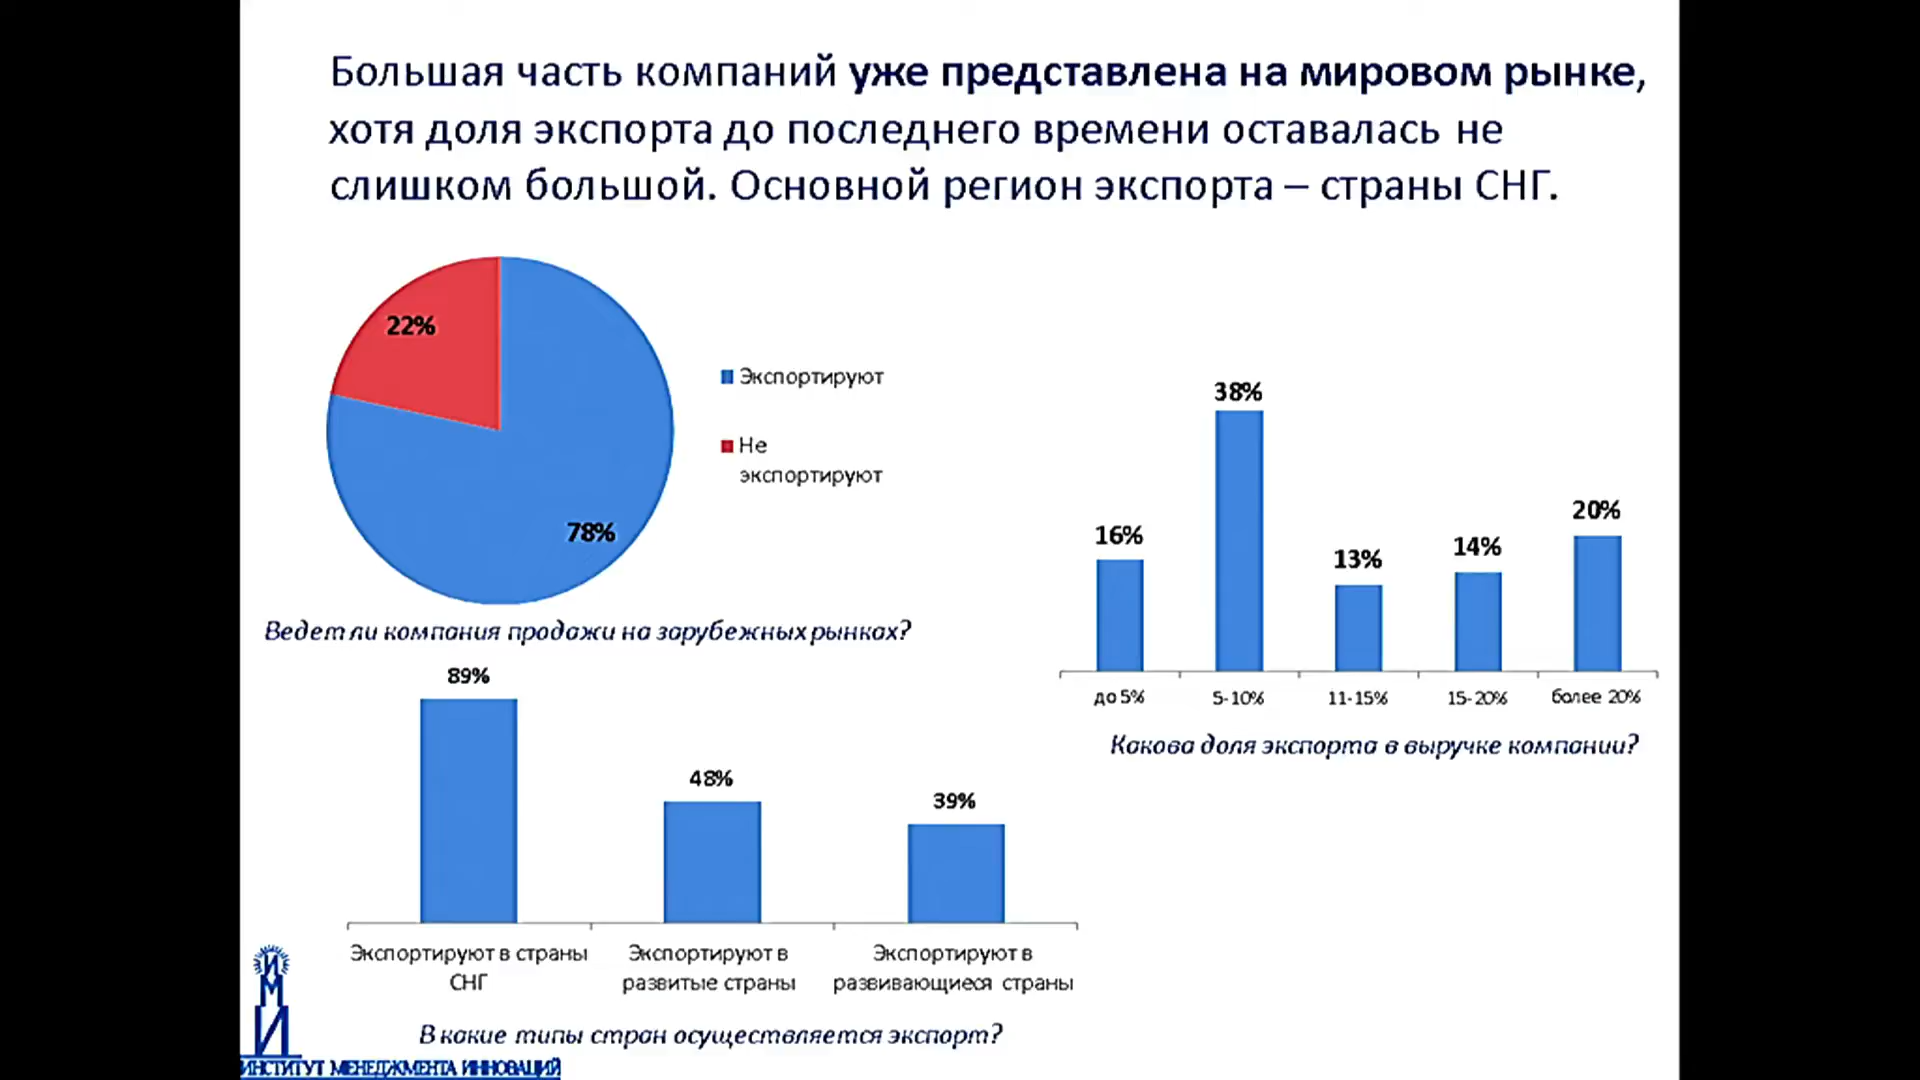 Большая часть компаний уже представлена на мировом рынке,
хотя доля экспорта до последнего времени оставалась не
слишком большой. Основной регион экспорта – страны СНГ.
22%
78%
Экспортируют
Не
экспортируют
Ведет ли компания продажи на зарубежных рынках?
16%
38%
13%
14%
20%
до 5%
5-10%
11-15%
15-20%
более 20%
Какова доля экспорта в выручке компании?
89%
48%
39%
Экспортируют в страны
СНГ
Экспортируют в
развитые страны
Экспортируют в
развивающиеся страны
В какие типы стран осуществляется экспорт?
ИМИ
ИНСТИТУТ МЕНЕДЖМЕНТА ИННОВАЦИЙ